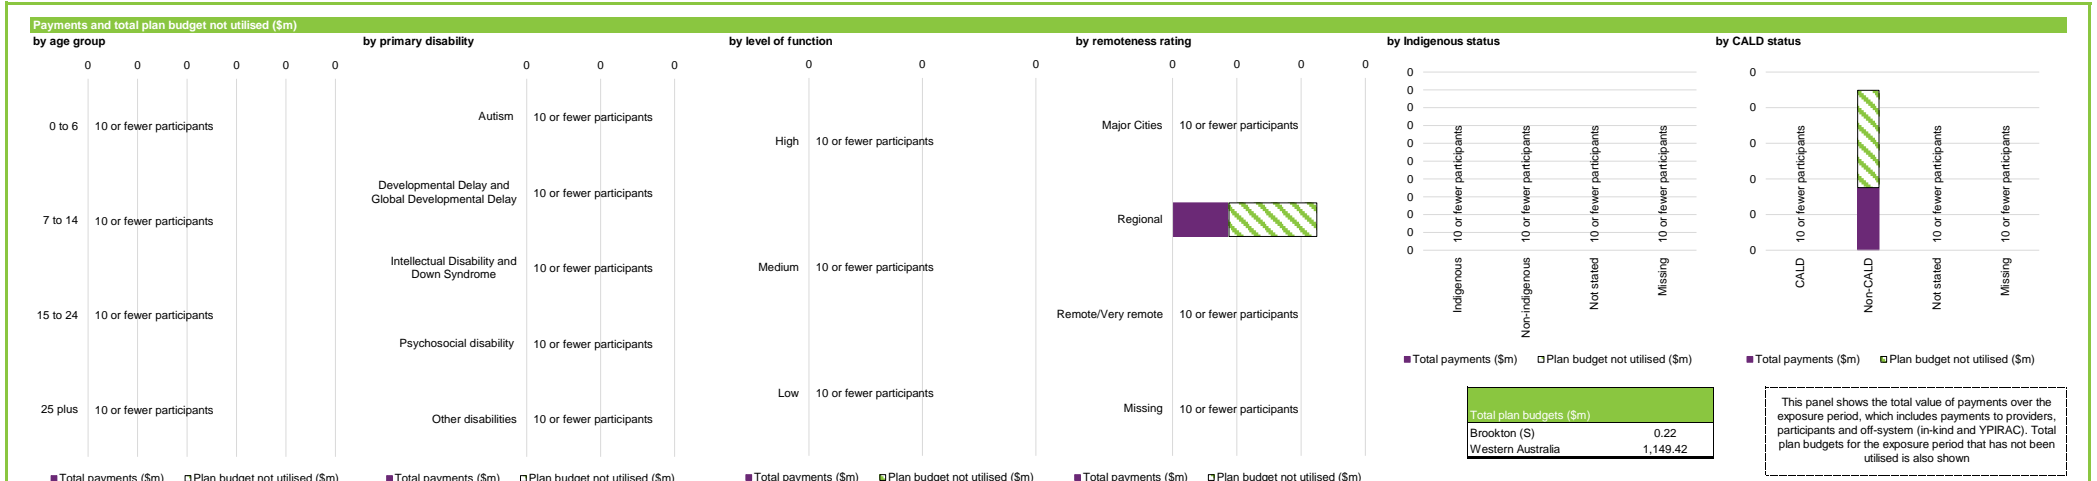 Payments and total plan budget not utilised ($m)
by age group
0 0 0 0 0 0
0 to 6 10 or fewer participants
7 to 14 10 or fewer participants
15 to 24 10 or fewer participants
25 plus 10 or fewer participants
Total payments ($m) Plan budget not utilised ($m)
by primary disability
0 0 0
Autism 10 or fewer participants
Developmental Delay and
Global Developmental Delay
10 or fewer participants
Intellectual Disability and
Down Syndrome
10 or fewer participants
Psychosocial disability 10 or fewer participants
Other disabilities 10 or fewer participants
Total payments ($m) Plan budget not utilised ($m)
by level of function
0 0 0
High 10 or fewer participants
Medium 10 or fewer participants
Low 10 or fewer participants
Total payments ($m) Plan budget not utilised ($m)
by remoteness rating
0 0 0 0
Major Cities 10 or fewer participants
Regional
Remote/Very remote 10 or fewer participants
Missing 10 or fewer participants
Total payments ($m) Plan budget not utilised ($m)
by Indigenous status
0
0
0
0
0
0
0
0
0
0
0
10 or fewer participants
10 or fewer participants
10 or fewer participants
10 or fewer participants
Indigenous
Non-indigenous
Not stated
Missing
Total payments ($m) Plan budget not utilised ($m)
Total plan budgets ($m)
Brookton (S) 0.22
Western Australia 1,149.42
by CALD status
0
0
0
0
0
0
10 or fewer participants
10 or fewer participants
10 or fewer participants
CALD
Non-CALD
Not stated
Missing
Total payments ($m) Plan budget not utilised ($m)
This panel shows the total value of payments over the
exposure period, which includes payments to providers,
participants and off-system (in-kind and YPIRAC). Total
plan budgets for the exposure period that has not been
utilised is also shown